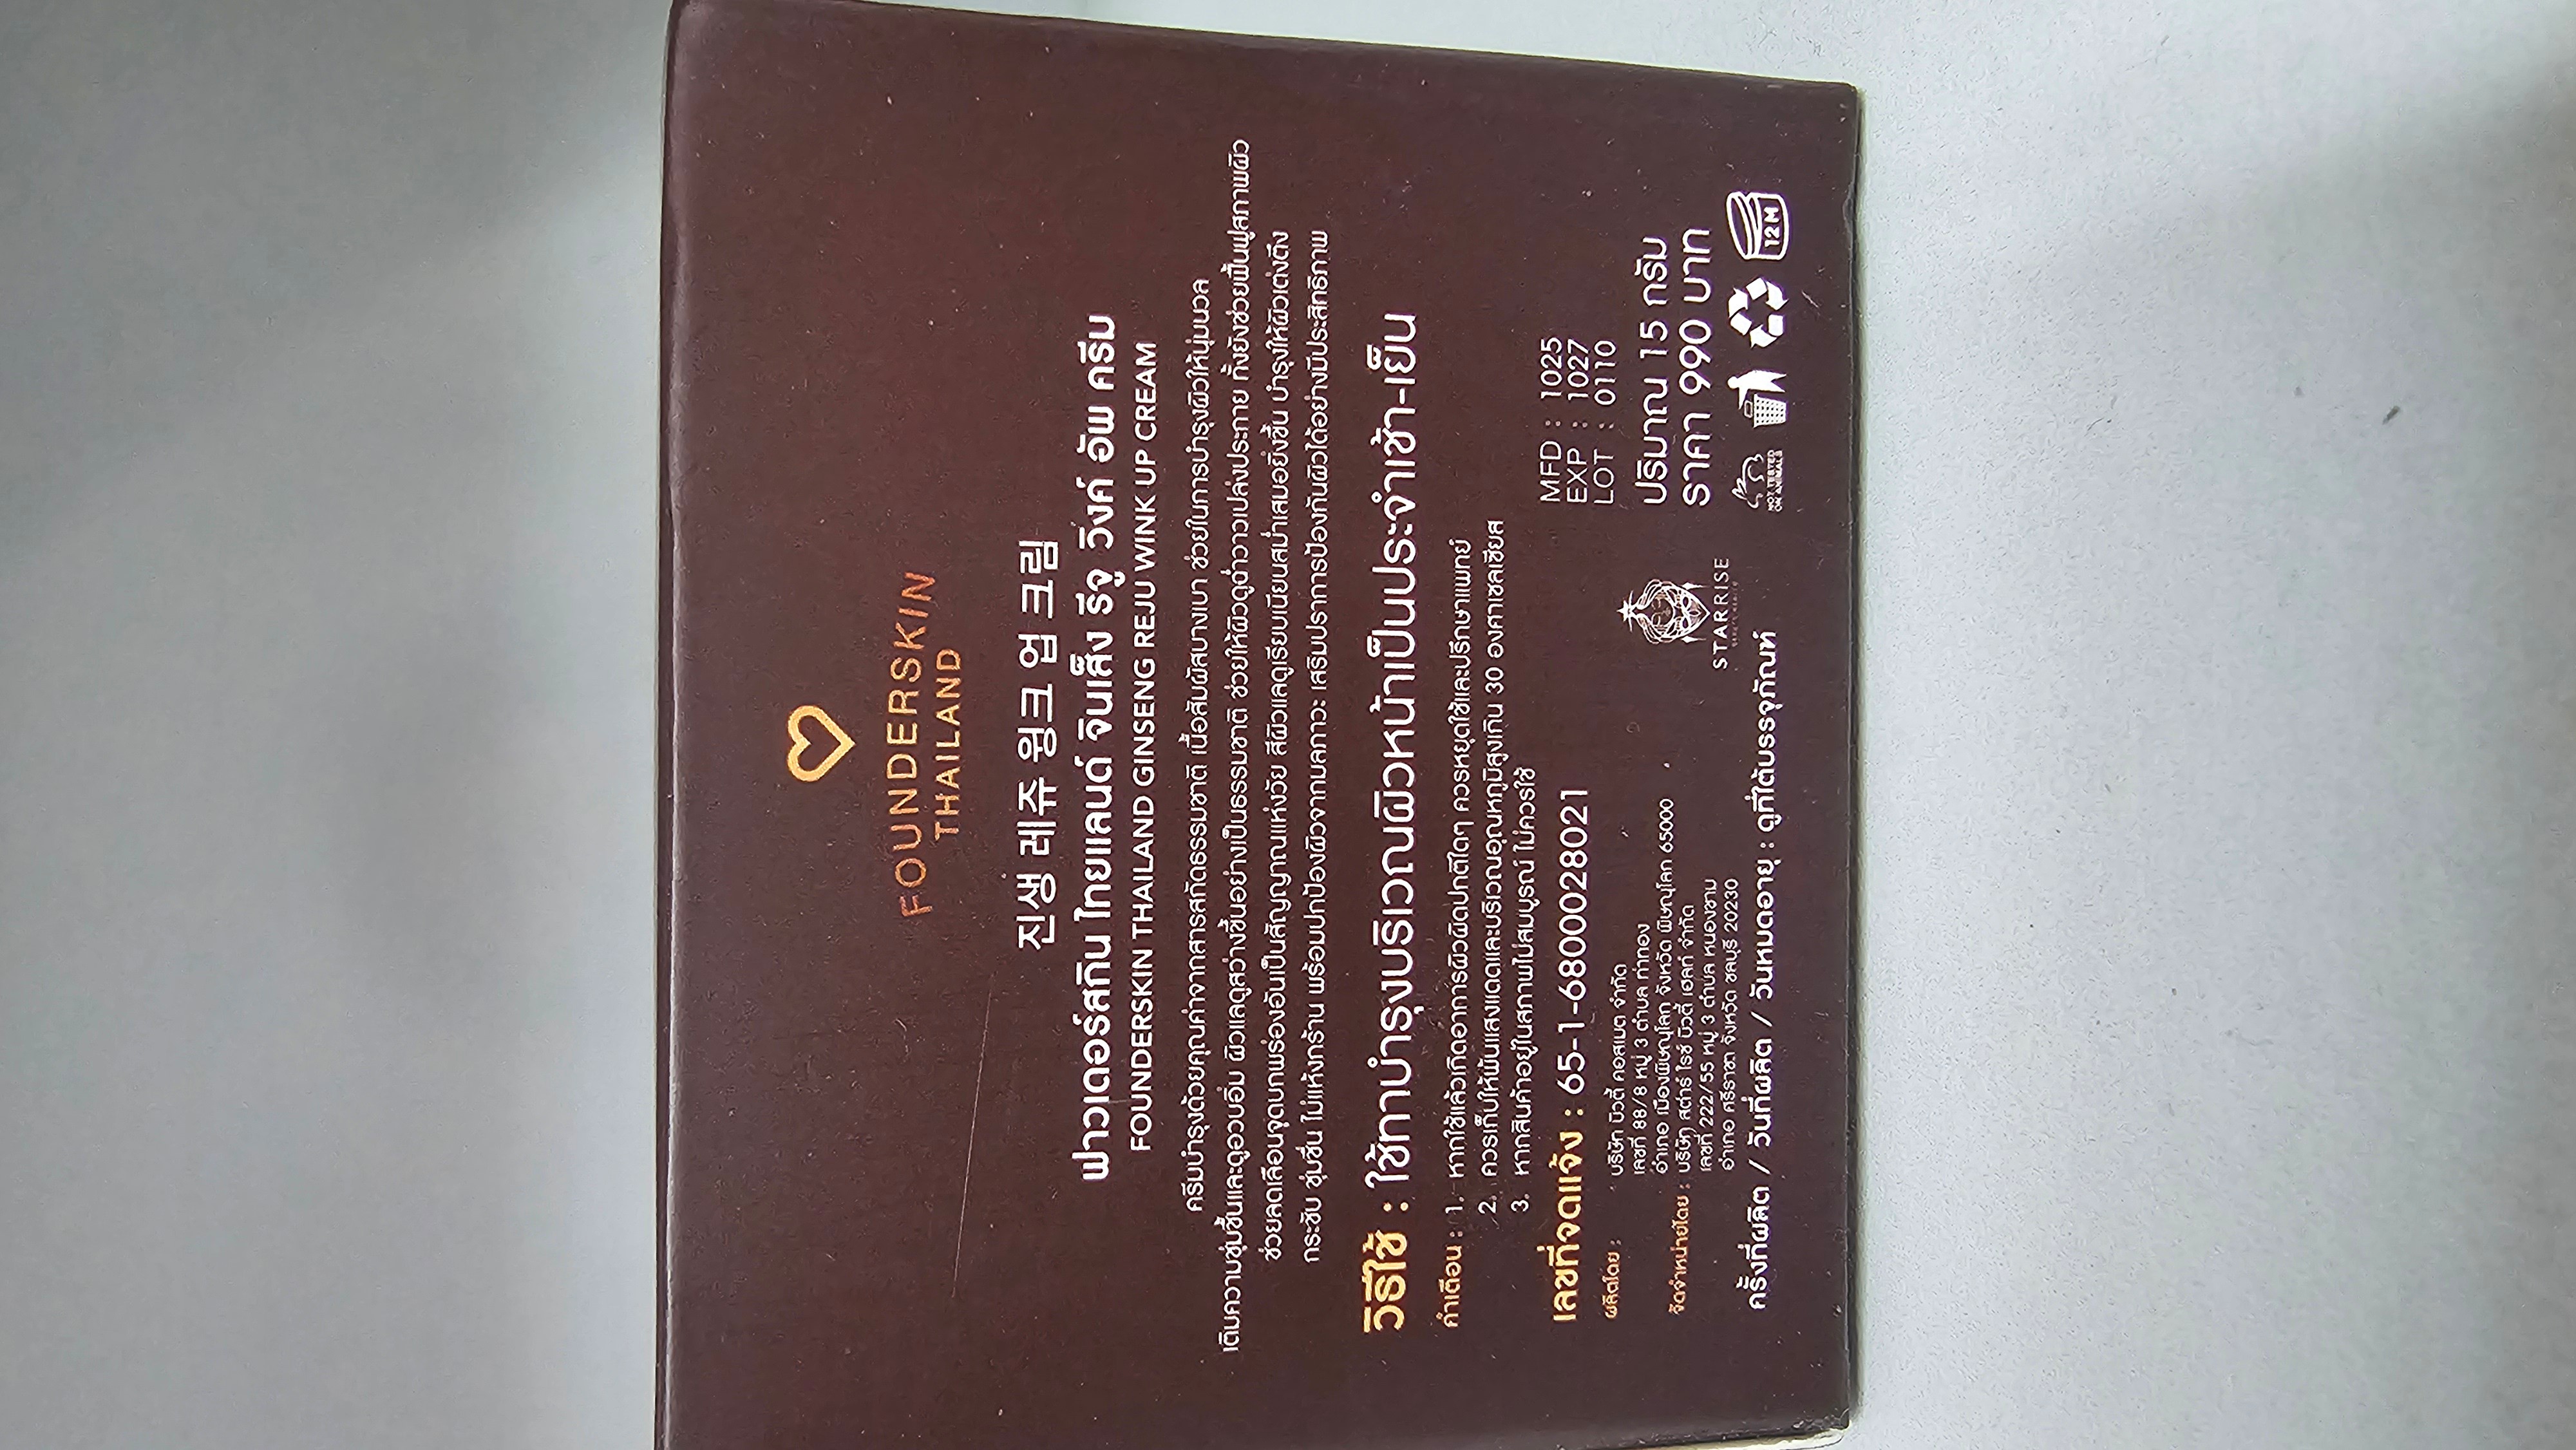 FOUNDERSKIN
THAILAND
진생 레쥬 윙크 업 크림
ฟาวเดอร์สกิน ไทยแลนด์ จินเส็ง รีจู วิงค์ อัพ ครีม
FOUNDERSKIN THAILAND GINSENG REJU WINK UP CREAM
ครีมบำรุงด้วยคุณค่าจากสารสกัดธรรมชาติ เนื้อสัมผัสบางเบา ช่วยในการบำรุงผิวให้นุ่มนวล
เติมความชุ่มชื้นและดูอวบอิ่ม ผิวแลดูสว่างขึ้นอย่างเป็นธรรมชาติ ช่วยให้ผิวดูฉ่ำวาวเปล่งประกาย ทั้งยังช่วยฟื้นฟูสภาพผิว
ช่วยลดเลือนจุดบกพร่องอันเป็นสัญญาณแห่งวัย สีผิวแลดูเรียบเนียนสม่ำเสมอยิ่งขึ้น บำรุงให้ผิวเต่งตึง
กระชับ ชุ่มชื่น ไม่แห้งกร้าน พร้อมปกป้องผิวจากมลภาวะ เสริมปราการป้องกันผิวได้อย่างมีประสิทธิภาพ
วิธีใช้ : ใช้ทาบำรุงบริเวณผิวหน้าเป็นประจำเช้า-เย็น
คำเตือน : 1. หากใช้แล้วเกิดอาการผิวผิดปกติใดๆ ควรหยุดใช้และปรึกษาแพทย์
2. ควรเก็บให้พ้นแสงแดดและบริเวณอุณหภูมิสูงเกิน 30 องศาเซลเซียส
3. หากสินค้าอยู่ในสภาพไม่สมบูรณ์ ไม่ควรใช้
เลขที่จดแจ้ง : 65-1-6800028021
ผลิตโดย : บริษัท บิวตี้ คอสเมต จำกัด
เลขที่ 88/8 หมู่ 3 ตำบล ท่าทอง
อำเภอ เมืองพิษณุโลก จังหวัด พิษณุโลก 65000
จัดจำหน่ายโดย : บริษัท สตาร์ ไรซ์ บิวตี้ เฮลท์ จำกัด
เลขที่ 222/55 หมู่ 3 ตำบล หนองขาม
อำเภอ ศรีราชา จังหวัด ชลบุรี 20230
ครั้งที่ผลิต / วันที่ผลิต / วันหมดอายุ : ดูที่ใต้บรรจุภัณฑ์
STARRISE
MFD : 1025
EXP : 1027
LOT : 0110
ปริมาณ 15 กรัม
ราคา 990 บาท
NOT TESTED
ON ANIMALS
12 M